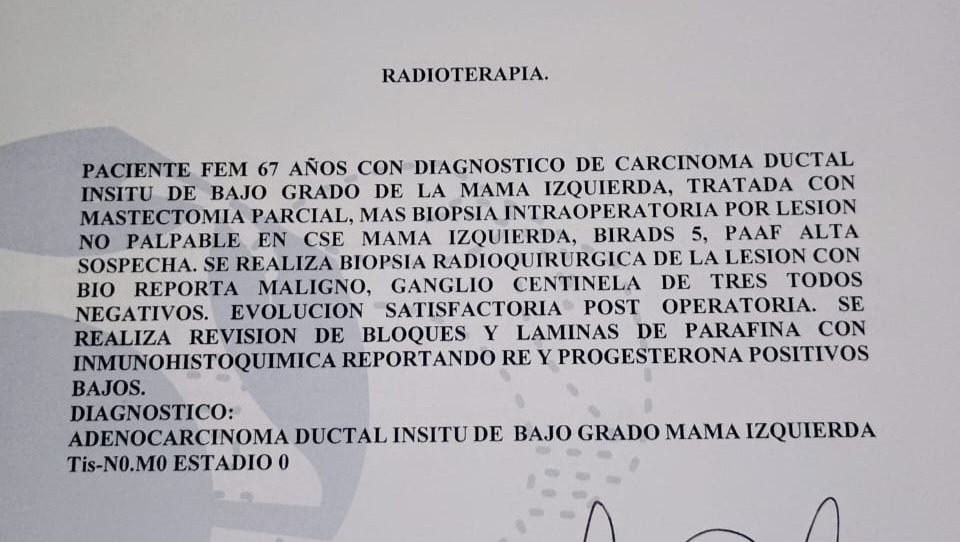 RADIOTERAPIA.
PACIENTE FEM 67 AÑOS CON DIAGNOSTICO DE CARCINOMA DUCTAL
INSITU DE BAJO GRADO DE LA MAMA IZQUIERDA, TRATADA CON
MASTECTOMIA PARCIAL, MAS BIOPSIA INTRAOPERATORIA POR LESION
NO PALPABLE EN CSE MAMA IZQUIERDA, BIRADS 5, PAAF ALTA
SOSPECHA. SE REALIZA BIOPSIA RADIOQUIRURGICA DE LA LESION CON
BIO REPORTA MALIGNO, GANGLIO CENTINELA DE TRES TODOS
NEGATIVOS. EVOLUCION SATISFACTORIA POST OPERATORIA. SE
REALIZA REVISION DE BLOQUES Y LAMINAS DE PARAFINA CON
INMUNOHISTOQUIMICA REPORTANDO RE Y PROGESTERONA POSITIVOS
BAJOS.
DIAGNOSTICO:
ADENOCARCINOMA DUCTAL INSITU DE BAJO GRADO MAMA IZQUIERDA
Tis-N0.M0 ESTADIO 0